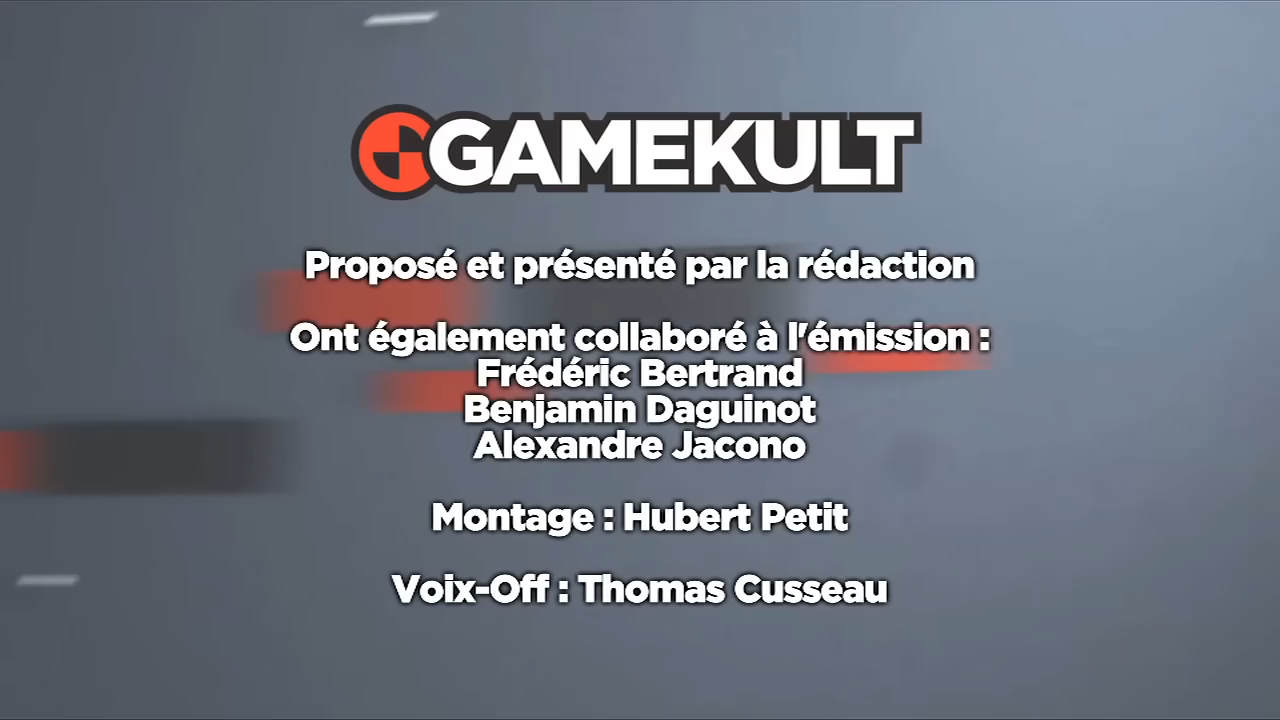 GAMEKULT
Proposé et présenté par la rédaction
Ont également collaboré à l'émission :
Frédéric Bertrand
Benjamin Daguinot
Alexandre Jacono
Montage : Hubert Petit
Voix-Off : Thomas Cusseau